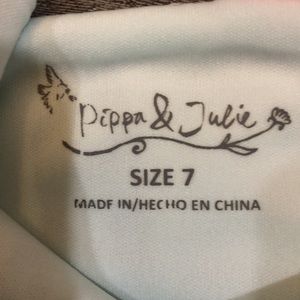 Pippa & Julie
SIZE 7
MADE IN/HECHO EN CHINA